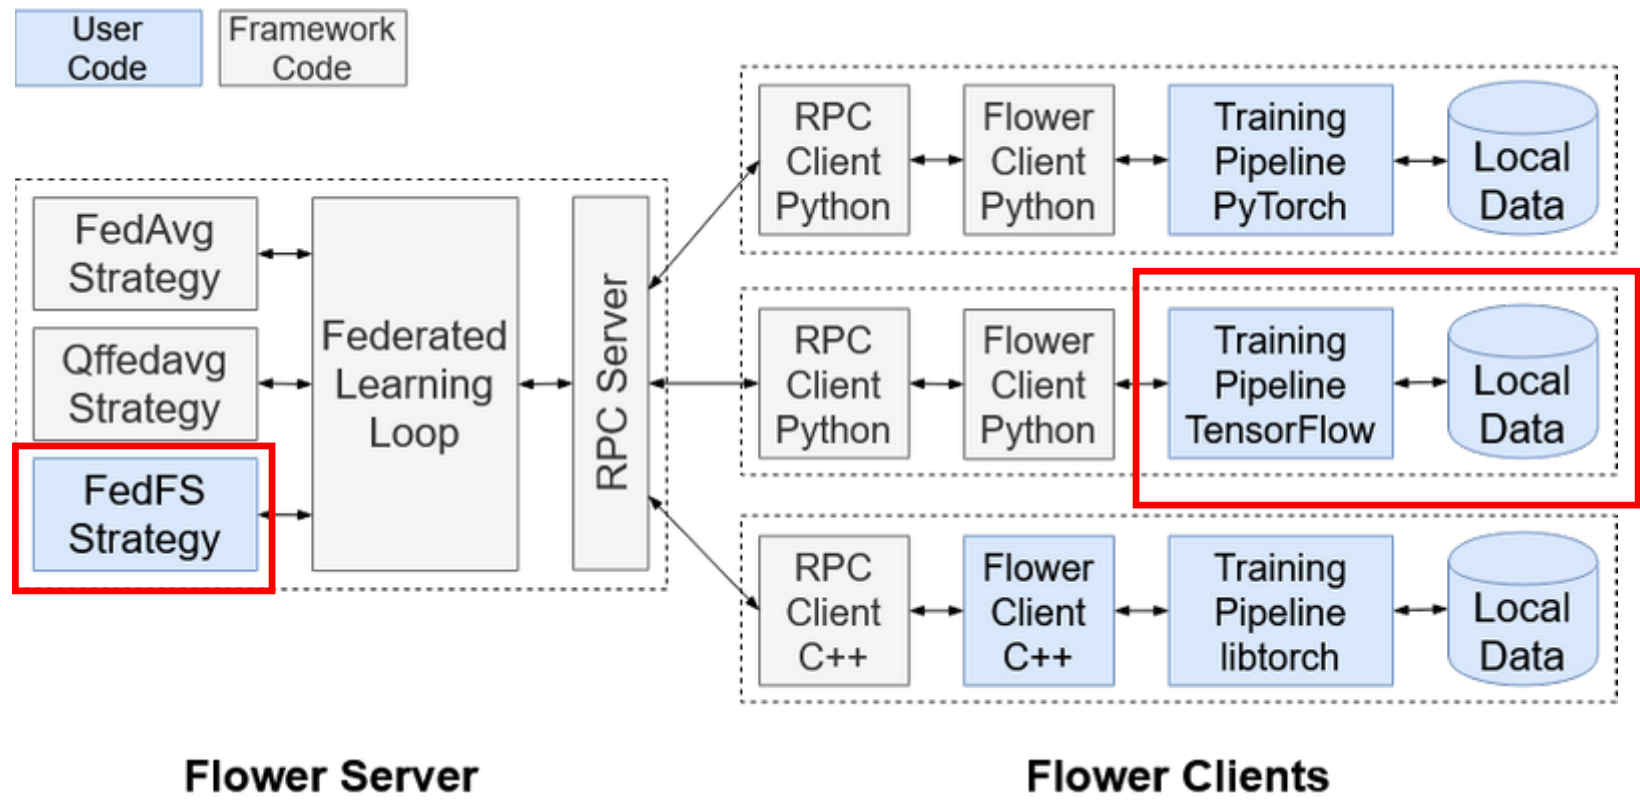 User
Code
Framework
Code
FedAvg
Strategy
Qffedavg
Strategy
FedFS
Strategy
Federated
Learning
Loop
RPC Server
RPC
Client
Python
Flower
Client
Python
Training
Pipeline
PyTorch
Local
Data
RPC
Client
Python
Flower
Client
Python
Training
Pipeline
TensorFlow
Local
Data
RPC
Client
C++
Flower
Client
C++
Training
Pipeline
libtorch
Local
Data
Flower Server
Flower Clients